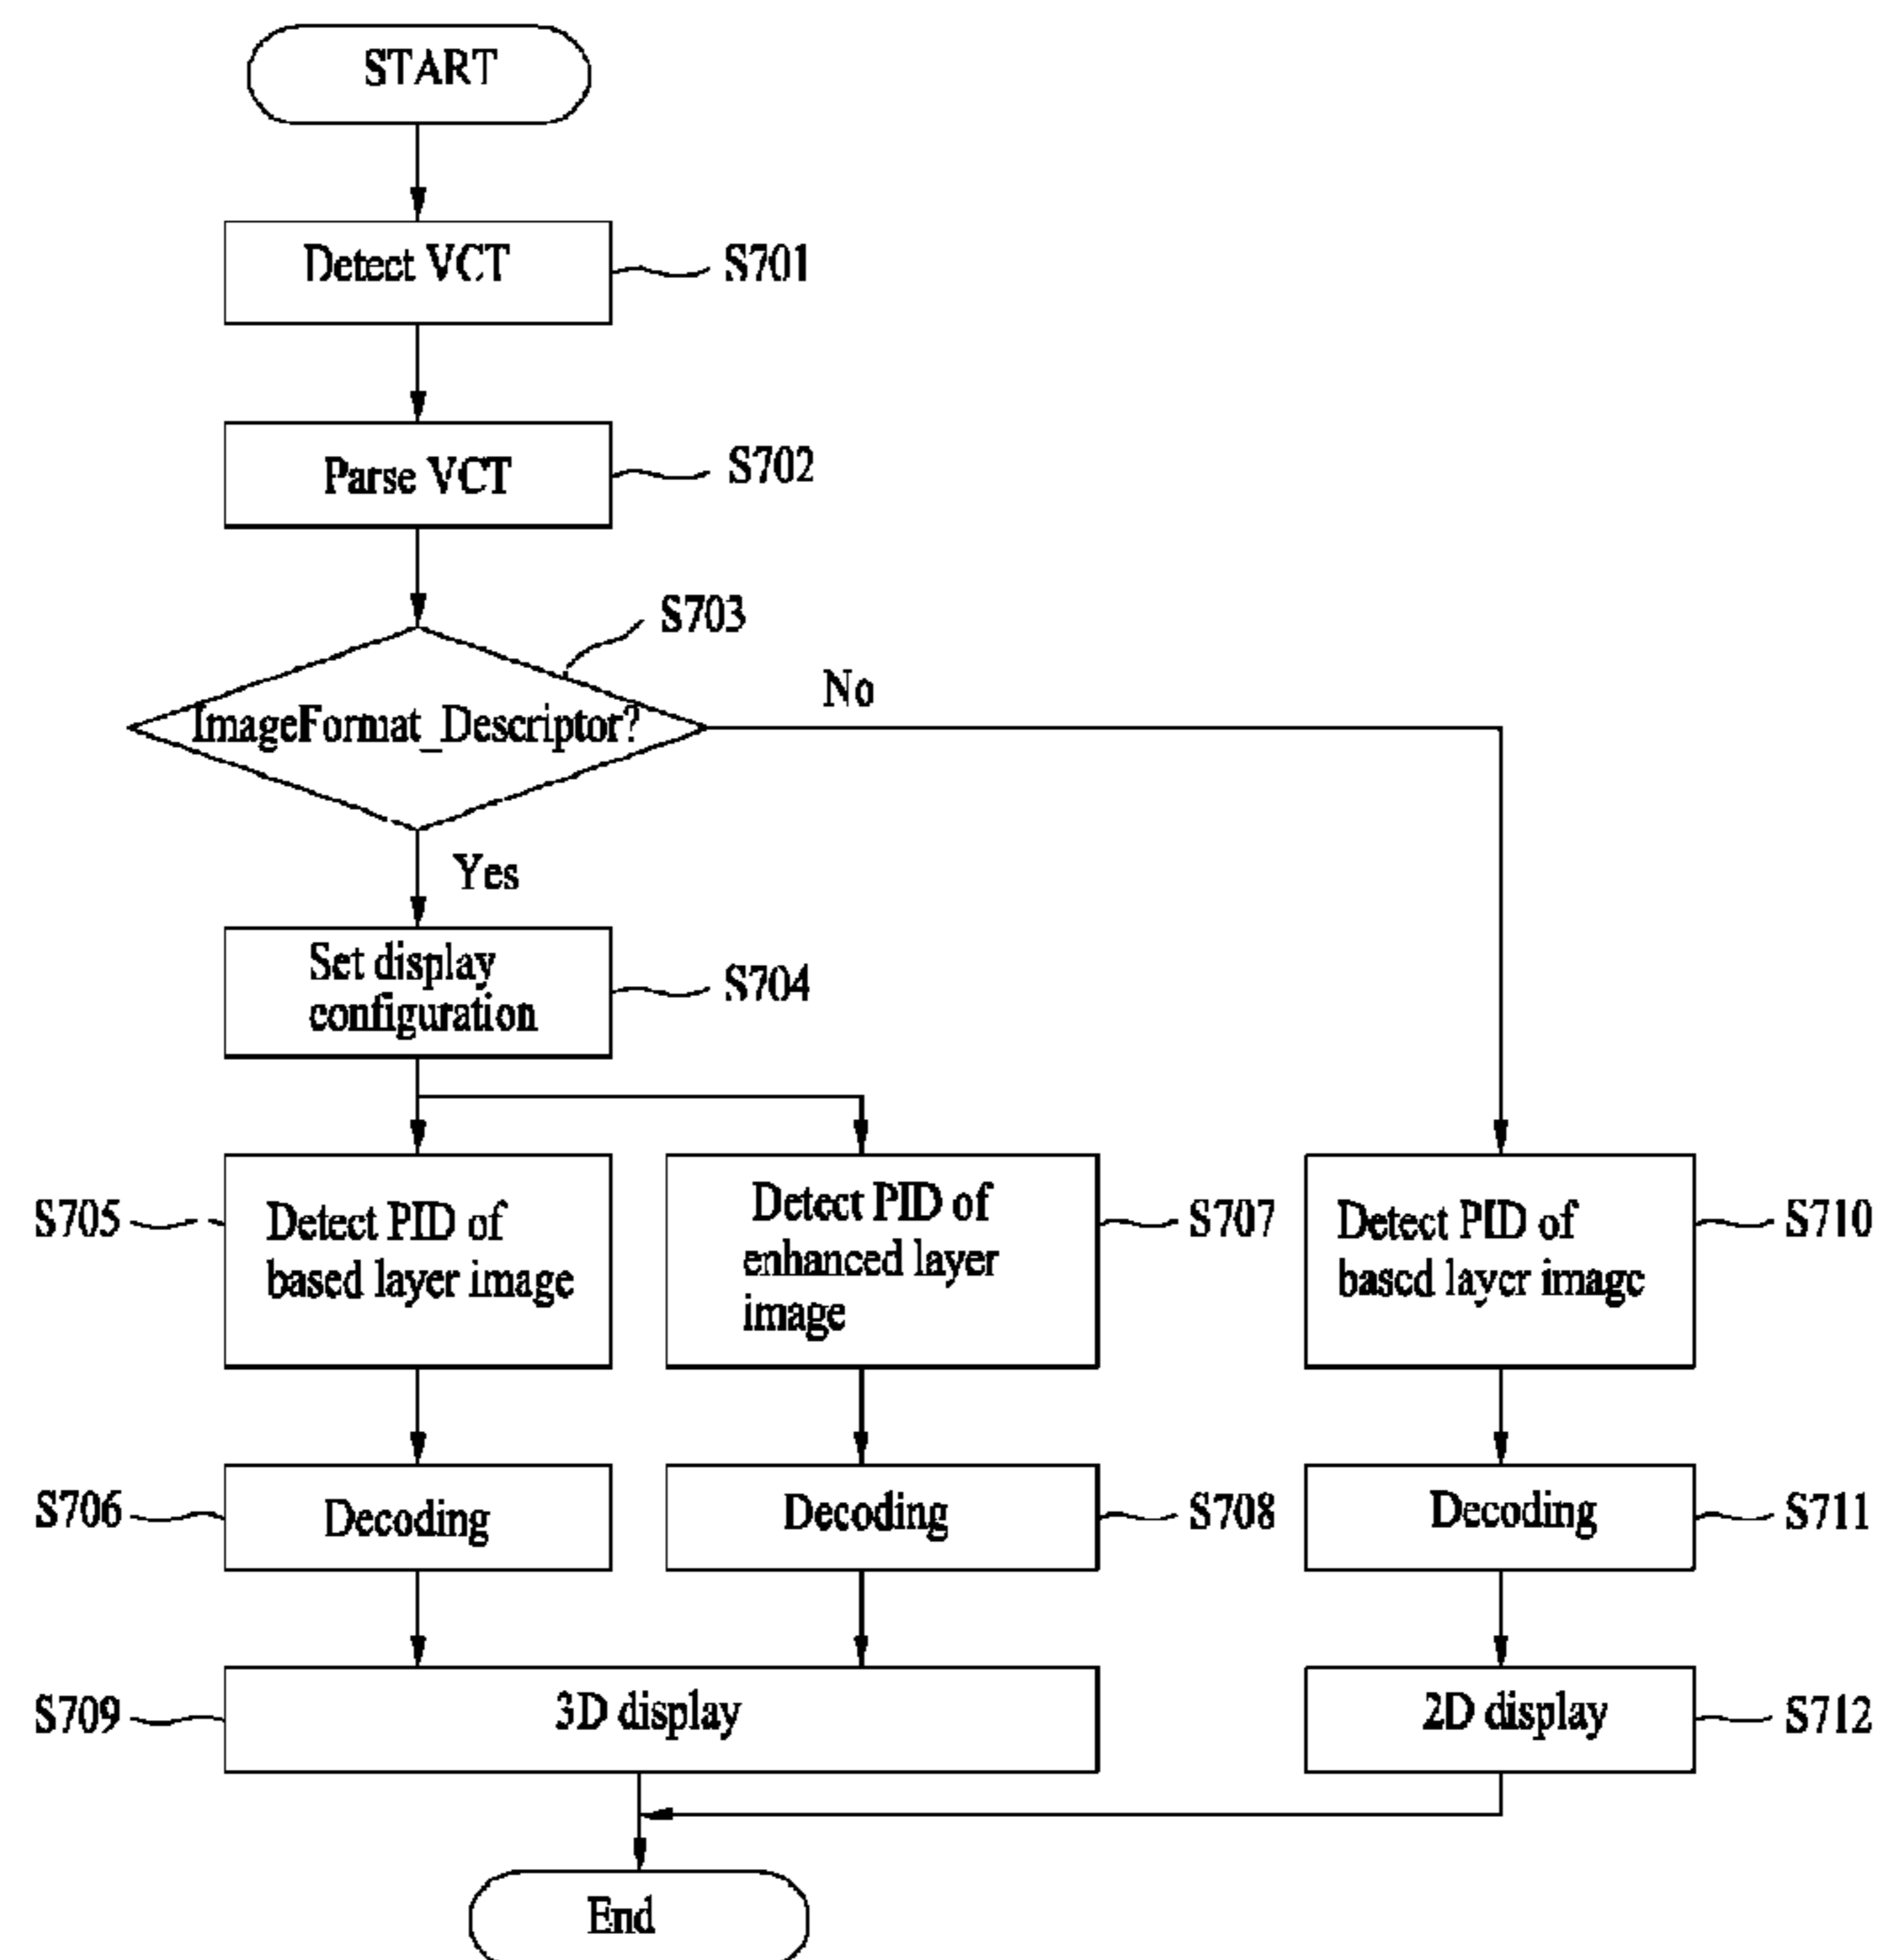 START
Detect VCT
S701
Parse VCT
S702
S703
ImageFormat_Descriptor?
No
Yes
Set display
configuration
S704
S705
Detect PID of
based layer image
Detect PID of
enhanced layer
image
S707
Detect PID of
based layer image
S710
S706
Decoding
Decoding
S708
Decoding
S711
S709
3D display
2D display
S712
End